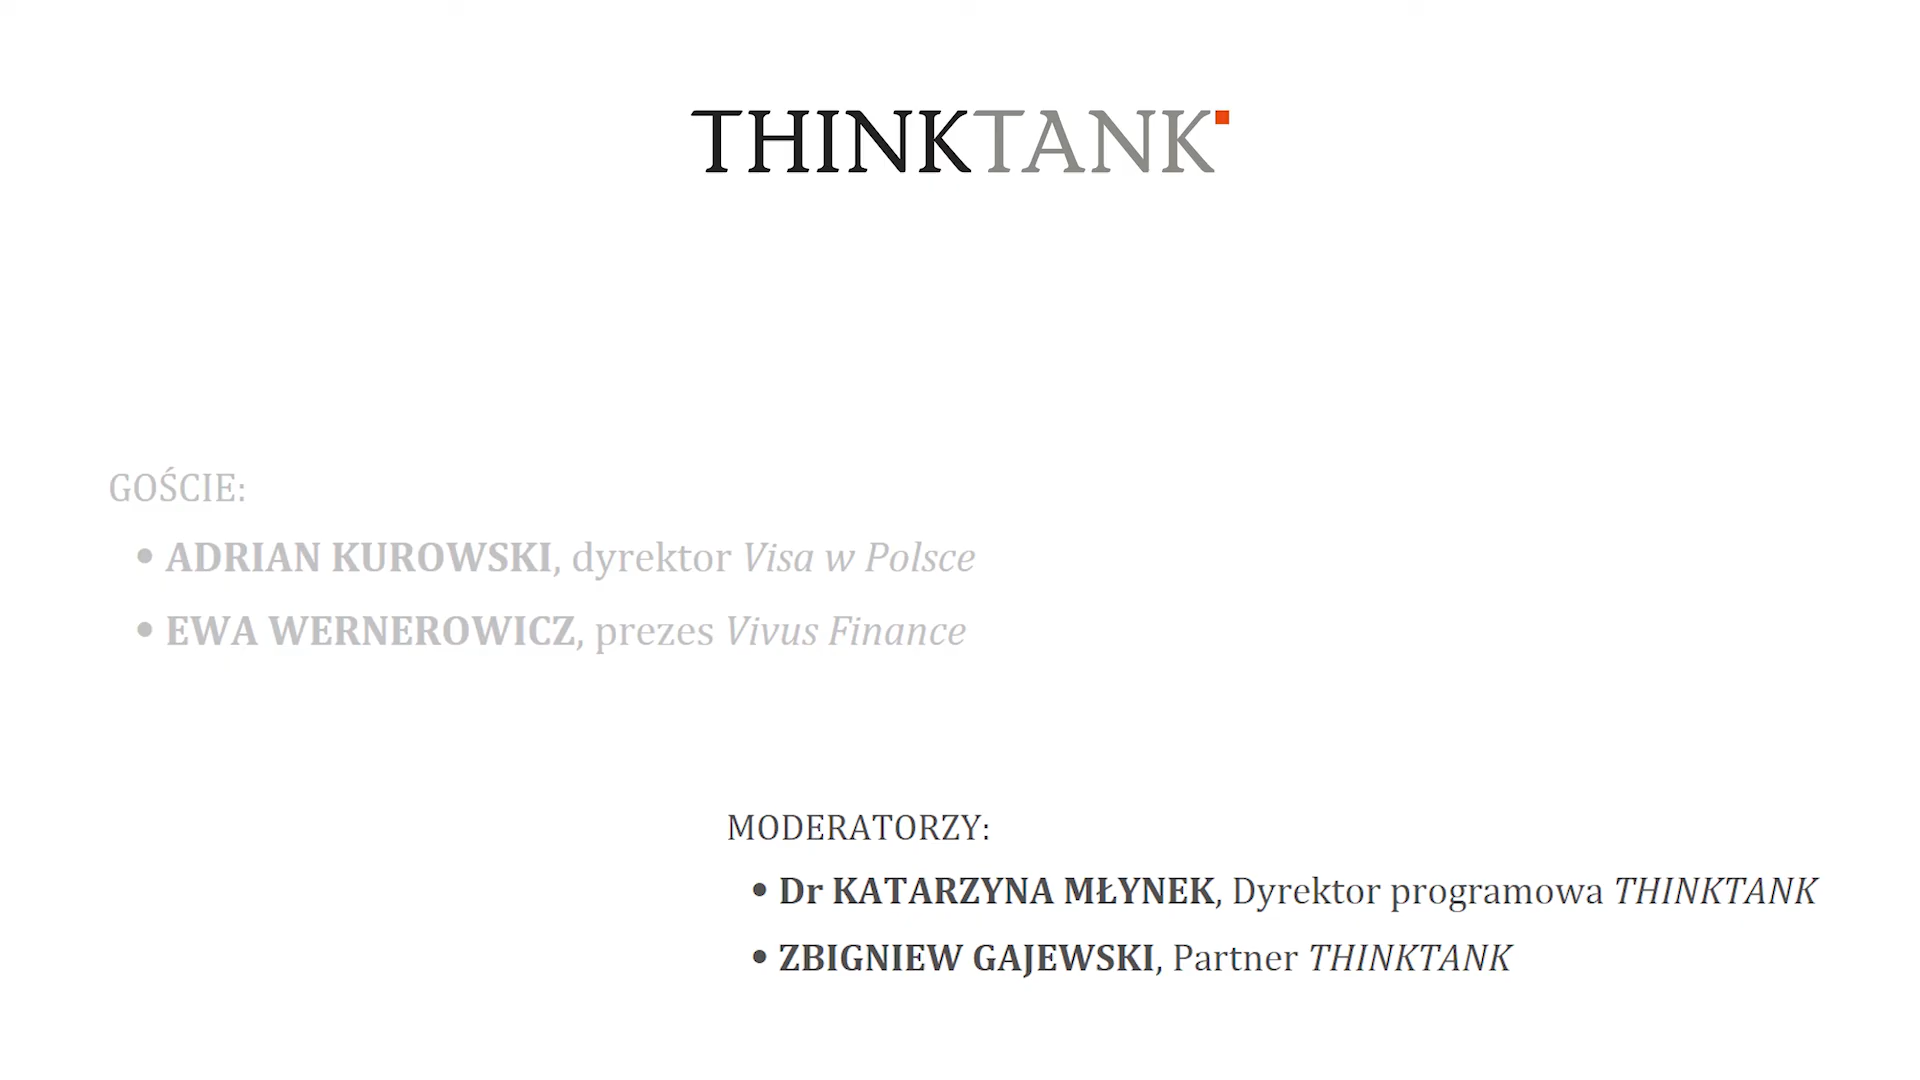 THINKTANK
GOŚCIE:
• ADRIAN KUROWSKI, dyrektor Visa w Polsce
• EWA WERNEROWICZ, prezes Vivus Finance
MODERATORZY:
• Dr KATARZYNA MŁYNEK, Dyrektor programowa THINKTANK
• ZBIGNIEW GAJEWSKI, Partner THINKTANK